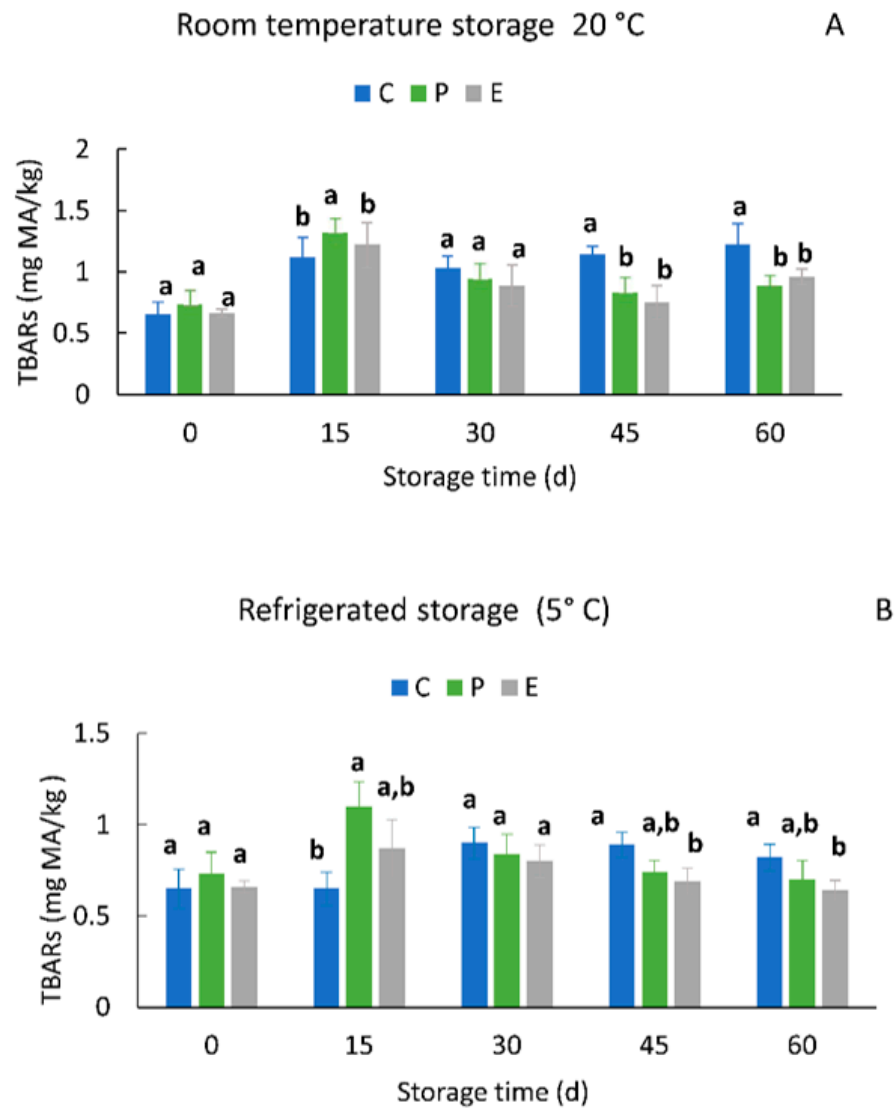 Room temperature storage 20 °C A
C P E
TBARs (mg MA/kg)
2
1.5
1
0.5
0
b a b
a a a a a
a a a a b b b b
0 15 30 45 60
Storage time (d)
Refrigerated storage (5° C) B
C P E
TBARs (mg MA/kg )
1.5
1
0.5
0
a a a b a a,b a a a a a,b b a a,b b
0 15 30 45 60
Storage time (d)